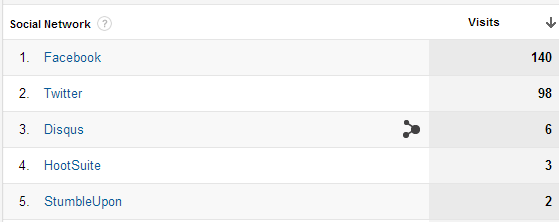 Social Network ? Visits
1. Facebook 140
2. Twitter 98
3. Disqus 6
4. HootSuite 3
5. StumbleUpon 2